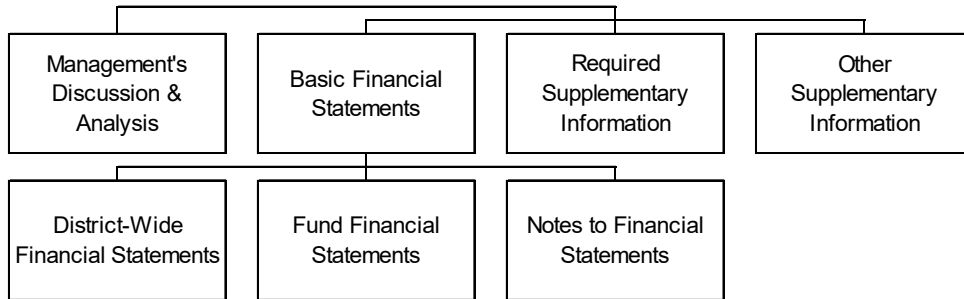 Management's
Discussion &
Analysis
Basic Financial
Statements
Required
Supplementary
Information
Other
Supplementary
Information
District-Wide
Financial Statements
Fund Financial
Statements
Notes to Financial
Statements